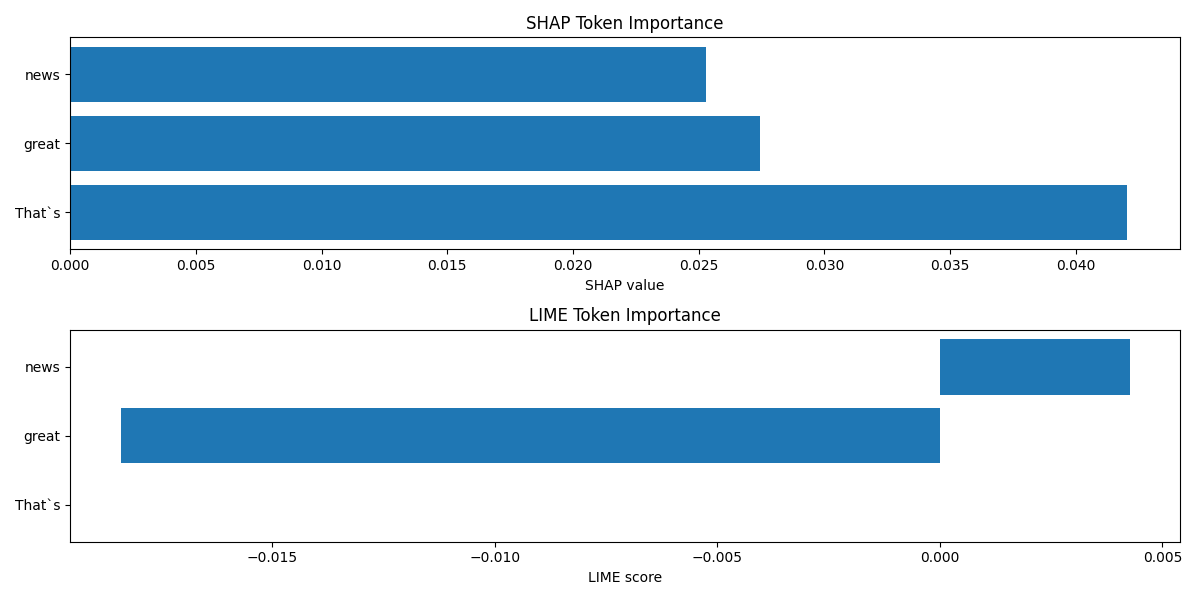 SHAP Token Importance
news
great
That`s
0.000 0.005 0.010 0.015 0.020 0.025 0.030 0.035 0.040
SHAP value
LIME Token Importance
news
great
That`s
−0.015 −0.010 −0.005 0.000 0.005
LIME score